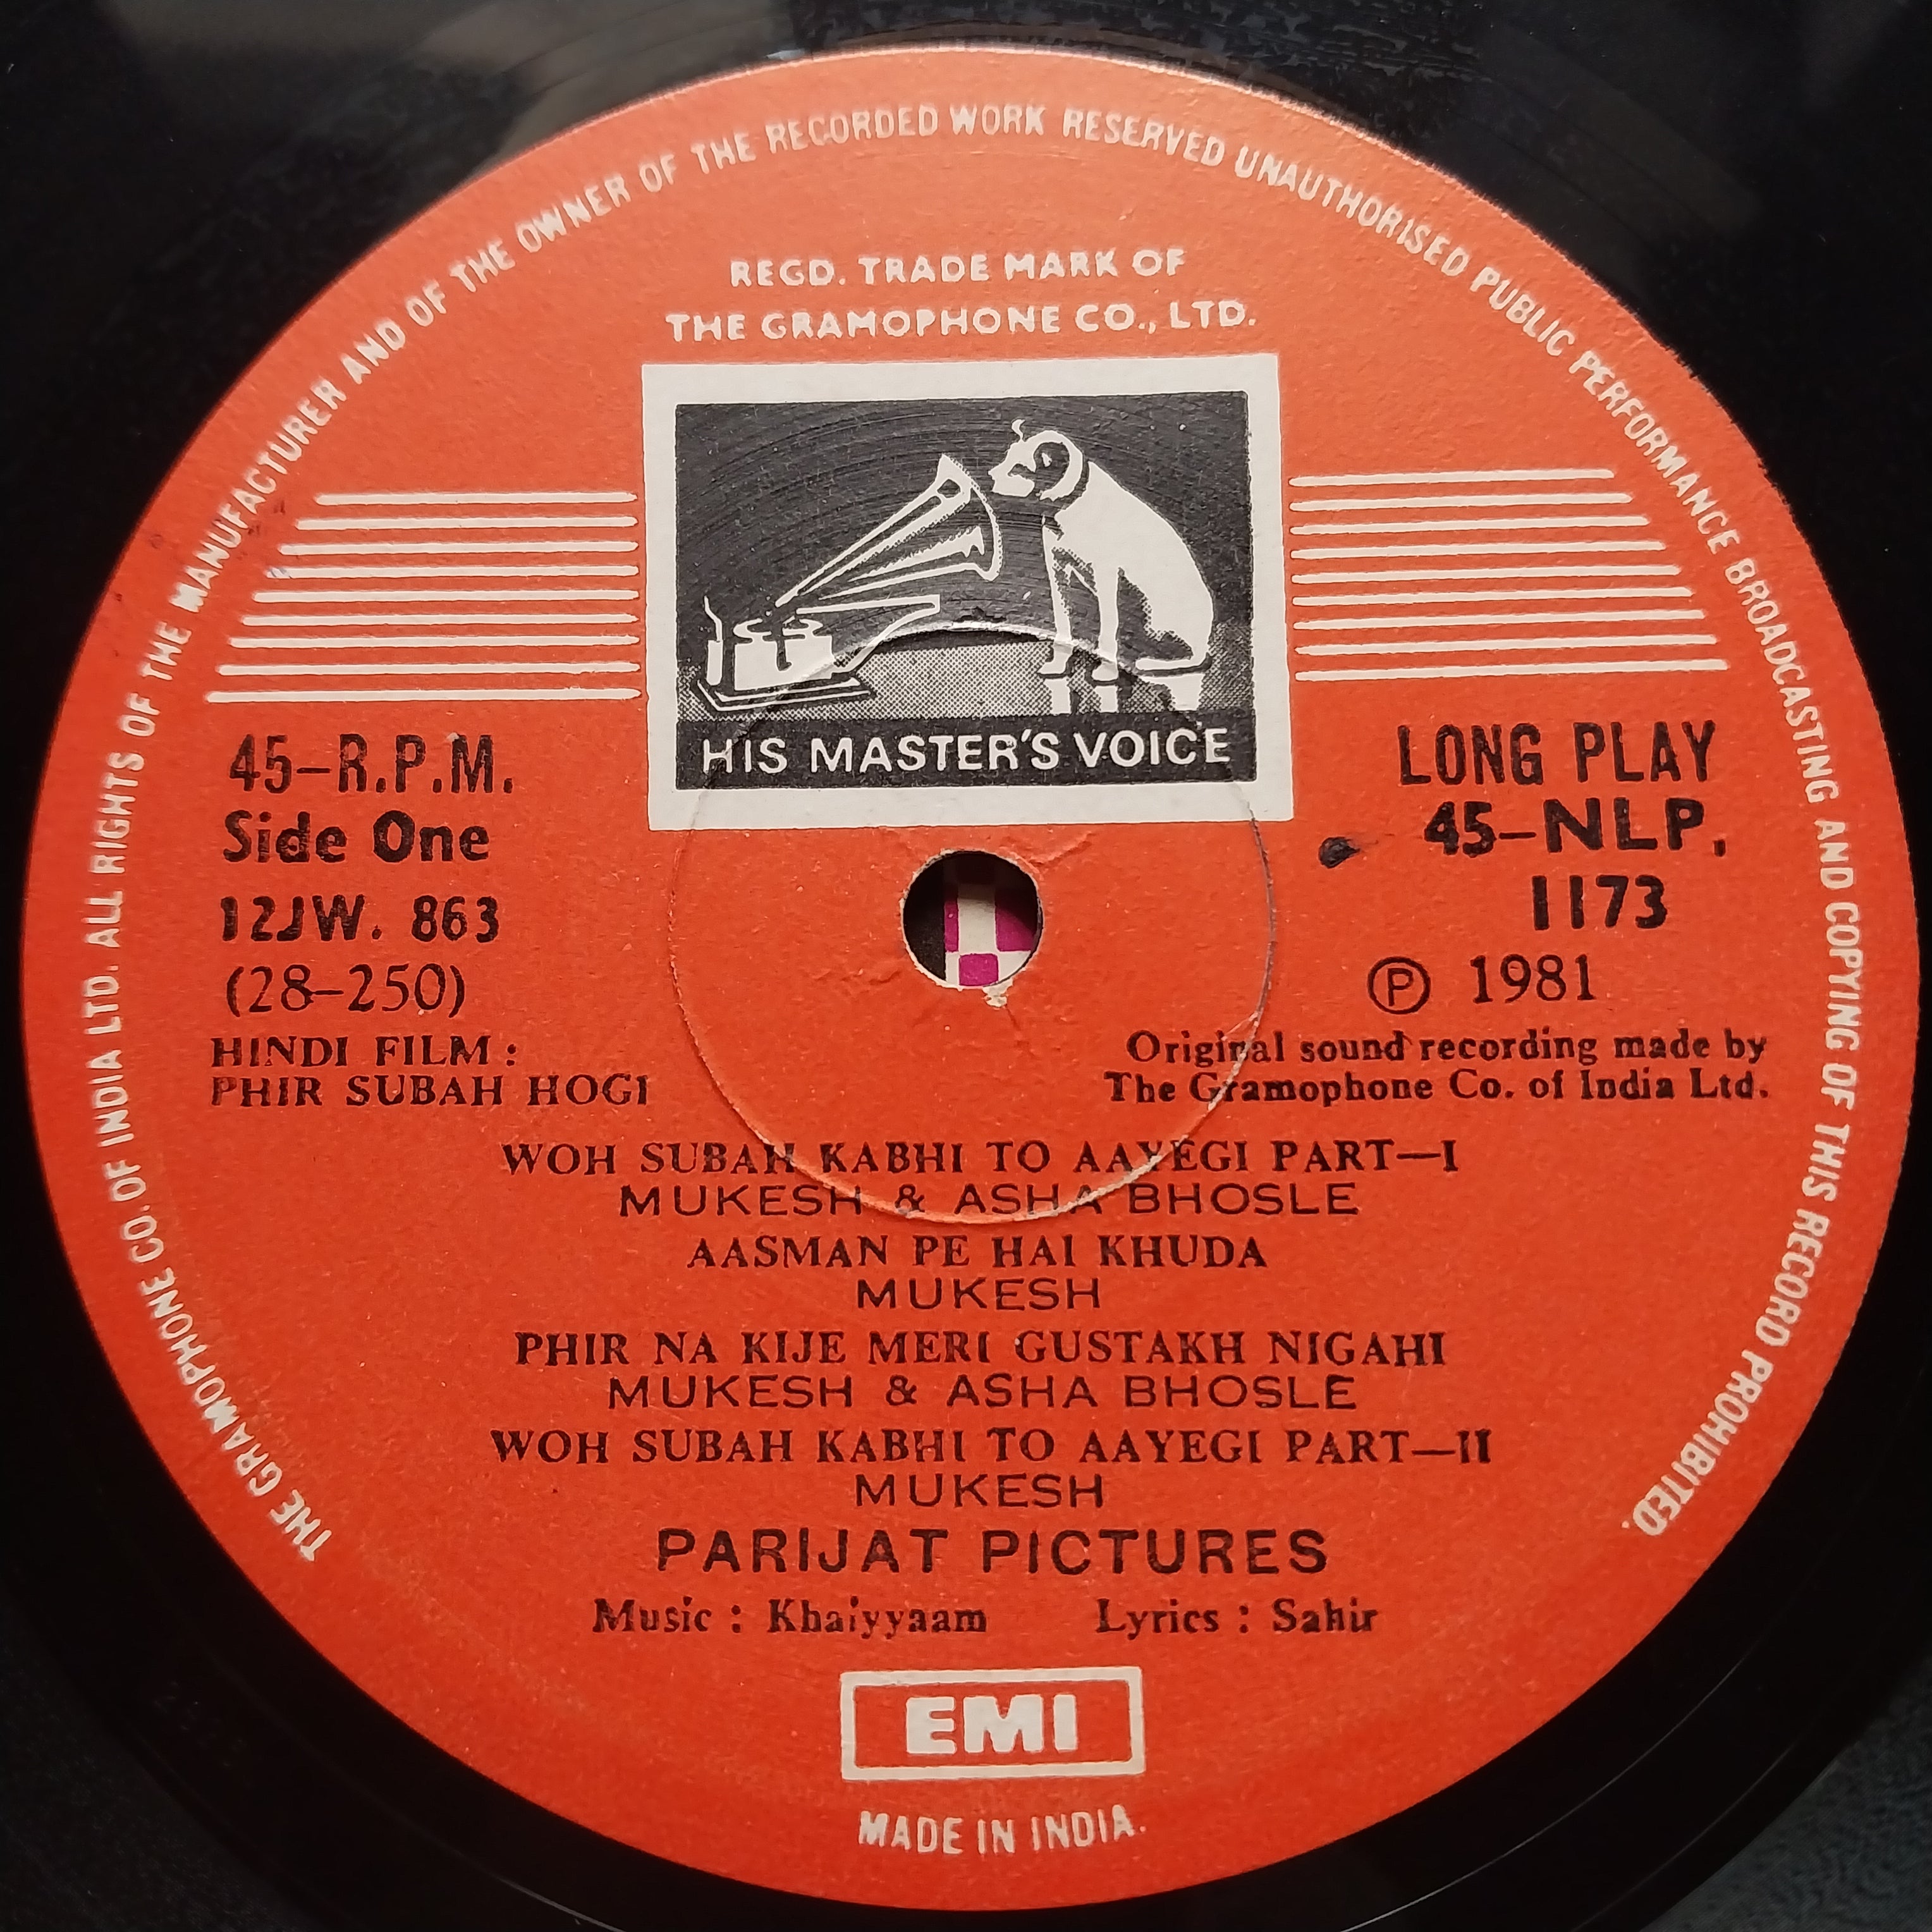 THE GRAMOPHONE CO. OF INDIA LTD. ALL RIGHTS OF THE MANUFACTURER AND OF THE OWNER OF THE RECORDED WORK RESERVED UNAUTHORISED PUBLIC PERFORMANCE BROADCASTING AND COPYING OF THIS RECORD PROHIBITED.
REGD. TRADE MARK OF
THE GRAMOPHONE CO., LTD.
HIS MASTER'S VOICE
45-R.P.M.
Side One
12JW. 863
(28-250)
HINDI FILM :
PHIR SUBAH HOGI
LONG PLAY
45-NLP.
1173
Ⓟ 1981
Original sound recording made by
The Gramophone Co. of India Ltd.
WOH SUBAH KABHI TO AAYEGI PART—I
MUKESH & ASHA BHOSLE
AASMAN PE HAI KHUDA
MUKESH
PHIR NA KIJE MERI GUSTAKH NIGAHI
MUKESH & ASHA BHOSLE
WOH SUBAH KABHI TO AAYEGI PART—II
MUKESH
PARIJAT PICTURES
Music : Khaiyyaam Lyrics : Sahir
EMI
MADE IN INDIA.